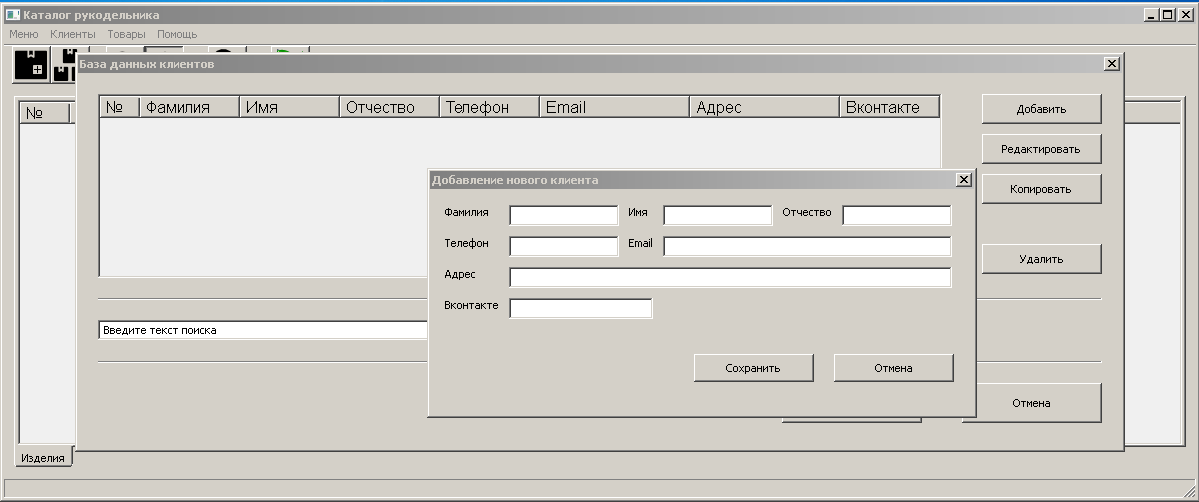 Каталог рукодельника
Меню Клиенты Товары Помощь
База данных клиентов
№ Фамилия Имя Отчество Телефон Email Адрес Вконтакте
Добавить
Редактировать
Копировать
Удалить
№
Добавление нового клиента
Фамилия Имя Отчество
Телефон Email
Адрес
Вконтакте
Сохранить Отмена
Введите текст поиска
Отмена
Изделия